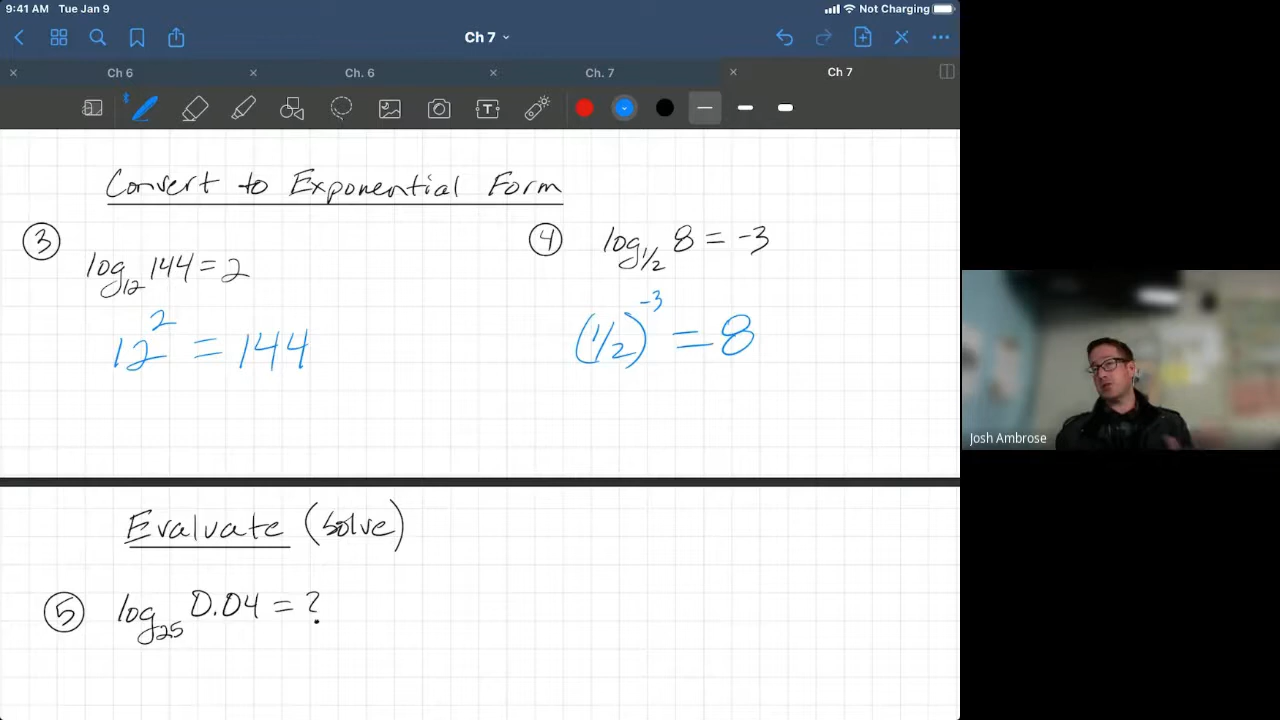 9:41 AM Tue Jan 9 Not Charging
Ch 7
Ch 6 Ch. 6 Ch. 7 Ch 7
T
Convert to Exponential Form
③ log₁₂ 144 = 2
12² = 144
④ log₁/₂ 8 = -3
(1/2)⁻³ = 8
Josh Ambrose
Evaluate (solve)
⑤ log₂₅ 0.04 = ?